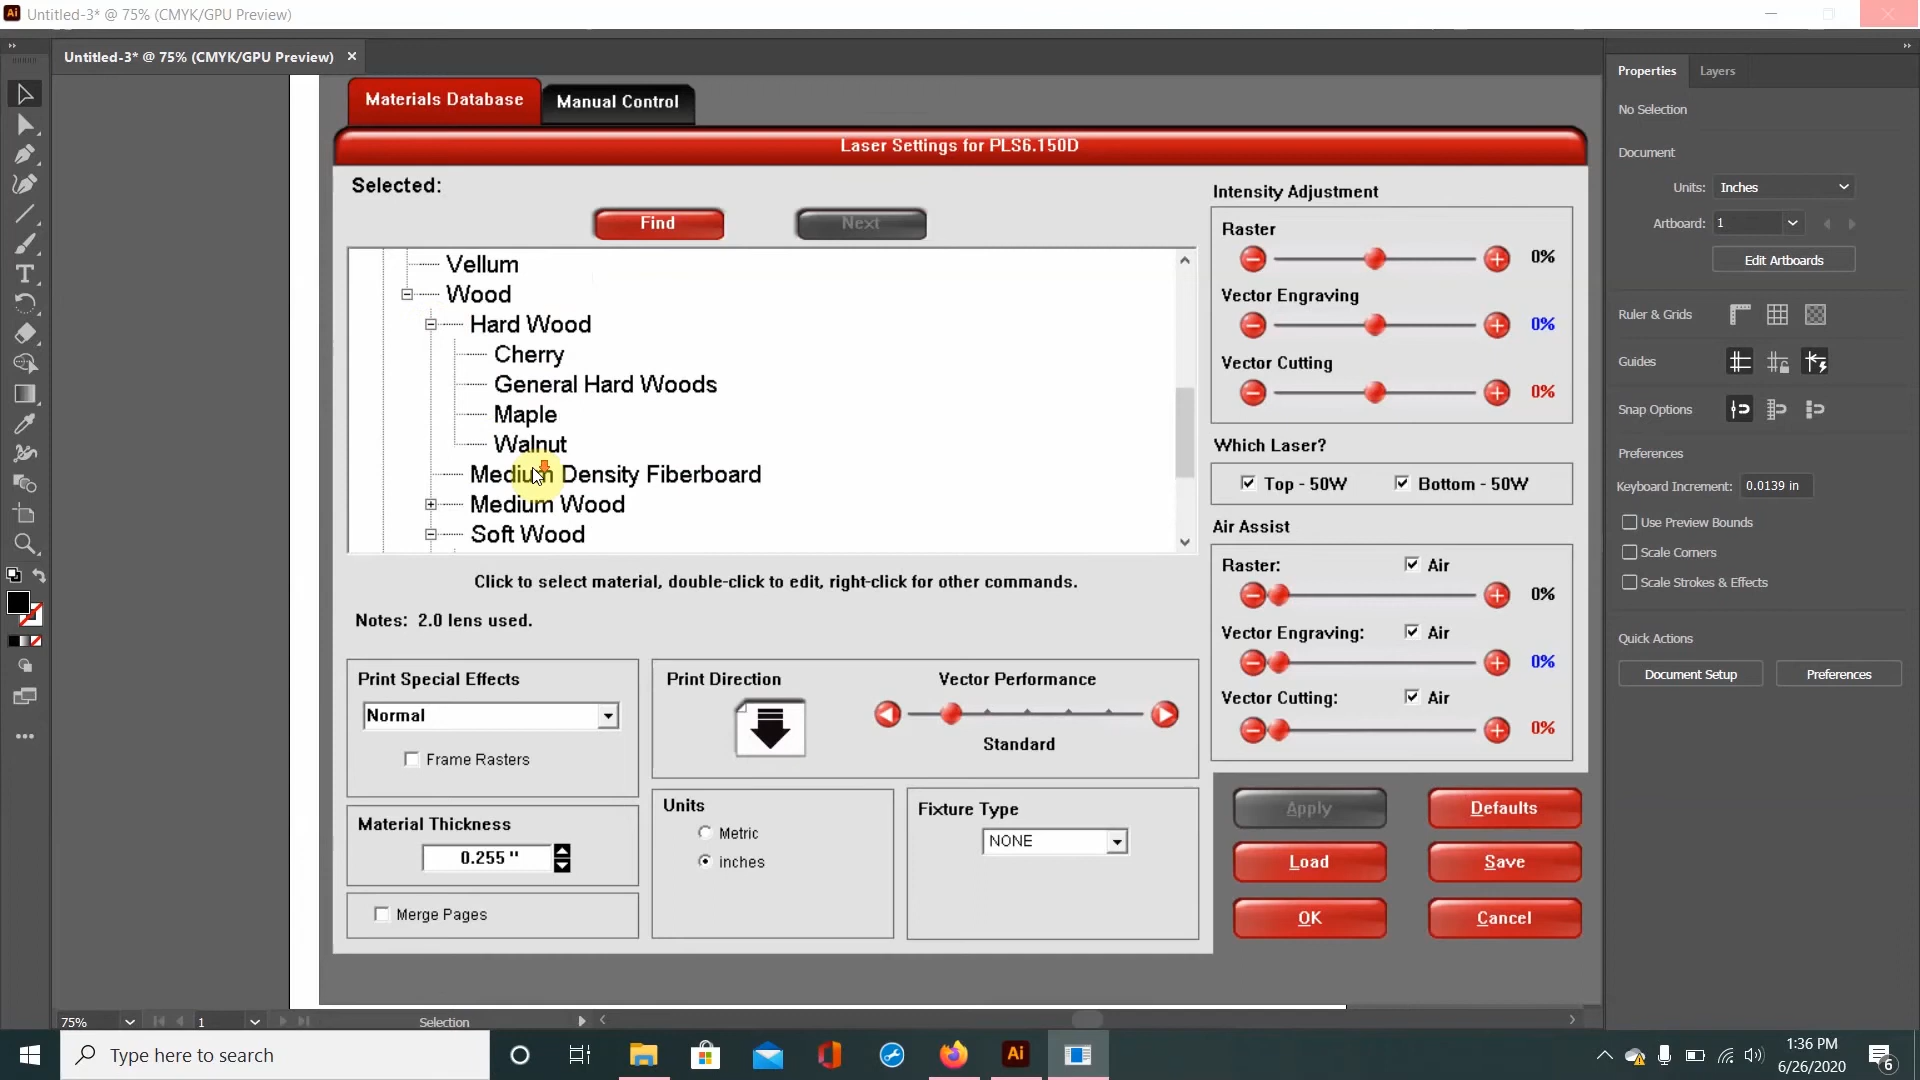 Untitled-3* @ 75% (CMYK/GPU Preview)
Untitled-3* @ 75% (CMYK/GPU Preview)
Properties
Layers
No Selection
Document
Units:
Inches
Artboard:
1
Edit Artboards
Ruler & Grids
Guides
Snap Options
Preferences
Keyboard Increment:
0.0139 in
Use Preview Bounds
Scale Corners
Scale Strokes & Effects
Quick Actions
Document Setup
Preferences
Materials Database
Manual Control
Laser Settings for PLS6.150D
Selected:
Find
Next
Vellum
Wood
Hard Wood
Cherry
General Hard Woods
Maple
Walnut
Medium Density Fiberboard
Medium Wood
Soft Wood
Click to select material, double-click to edit, right-click for other commands.
Notes: 2.0 lens used.
Print Special Effects
Normal
Frame Rasters
Material Thickness
0.255 "
Merge Pages
Print Direction
Vector Performance
Standard
Units
Metric
inches
Fixture Type
NONE
Intensity Adjustment
Raster
0%
Vector Engraving
0%
Vector Cutting
0%
Which Laser?
Top - 50W
Bottom - 50W
Air Assist
Raster:
Air
0%
Vector Engraving:
Air
0%
Vector Cutting:
Air
0%
Apply
Defaults
Load
Save
OK
Cancel
75%
1
Selection
Type here to search
1:36 PM
6/26/2020
6
Ai
Ai